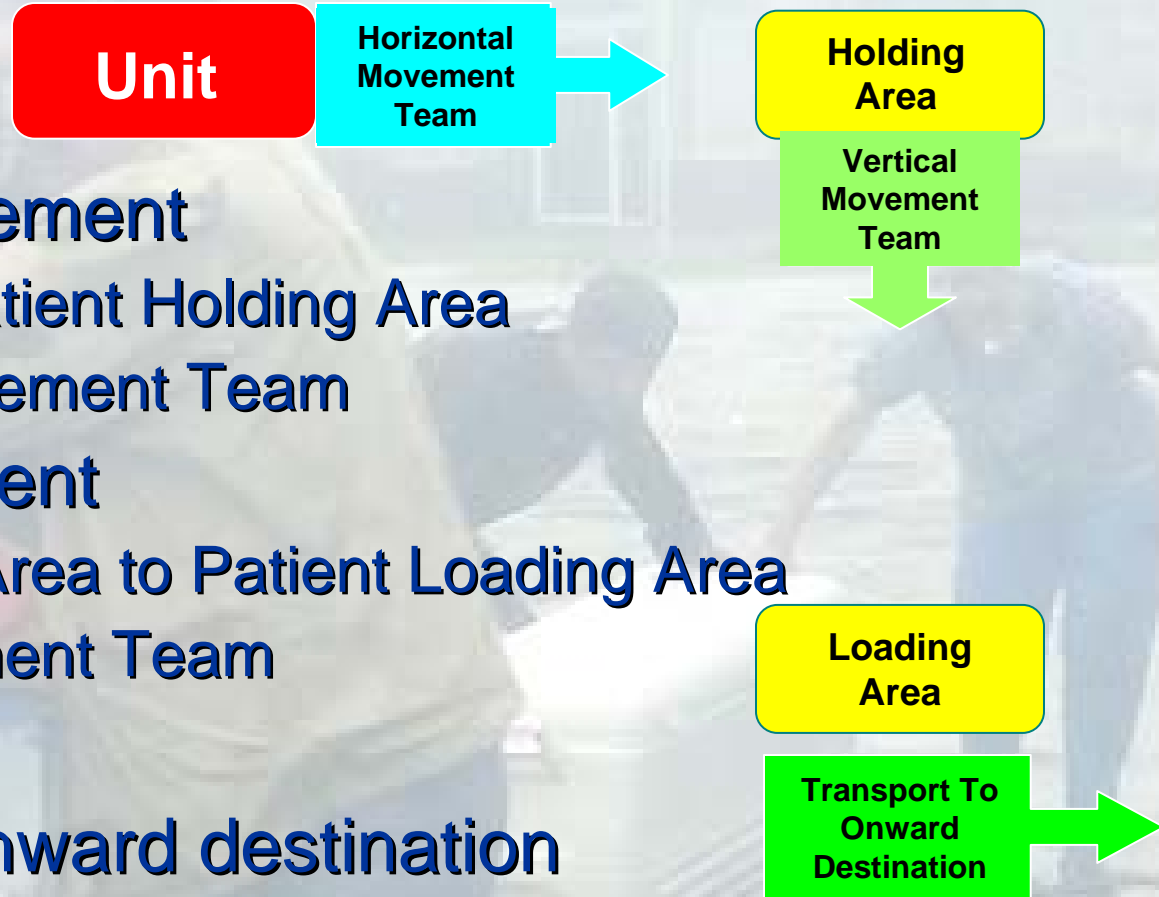 Unit
Horizontal
Movement
Team
Holding
Area
Vertical
Movement
Team
ement
tient Holding Area
ement Team
ent
Area to Patient Loading Area
nent Team
Loading
Area
Transport To
Onward
Destination
nward destination